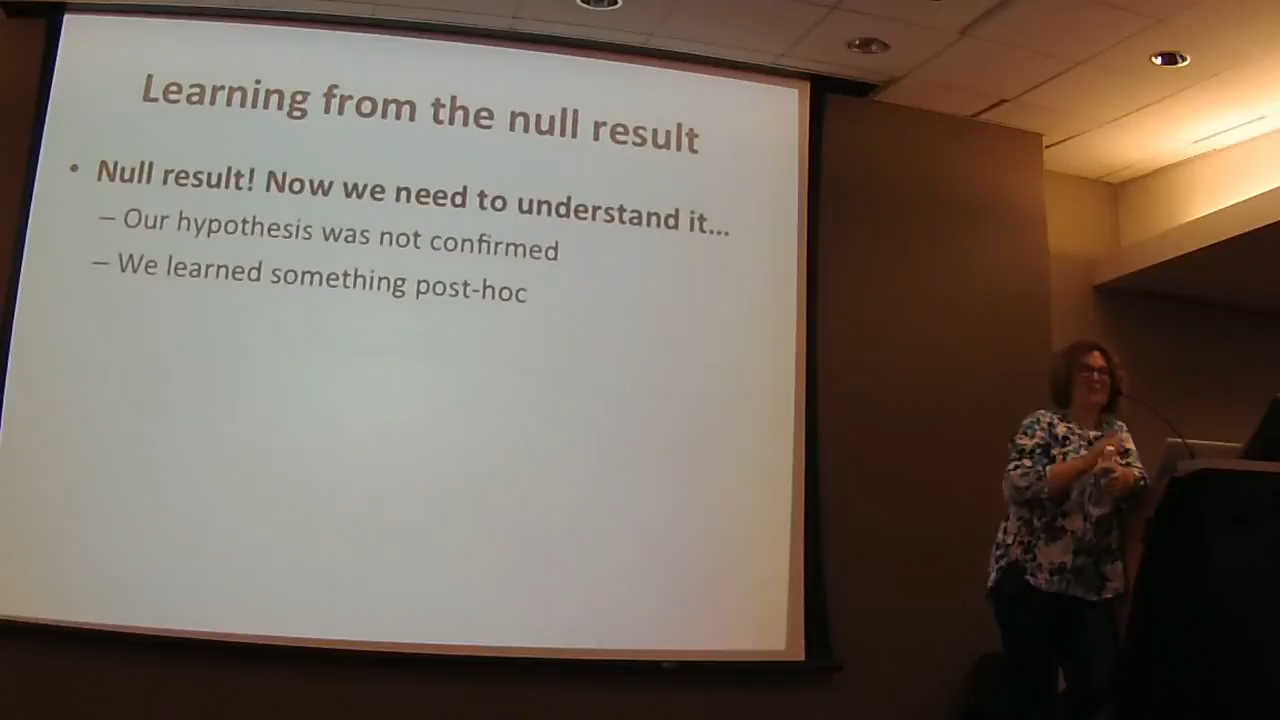 Learning from the null result
• Null result! Now we need to understand it...
– Our hypothesis was not confirmed
– We learned something post-hoc